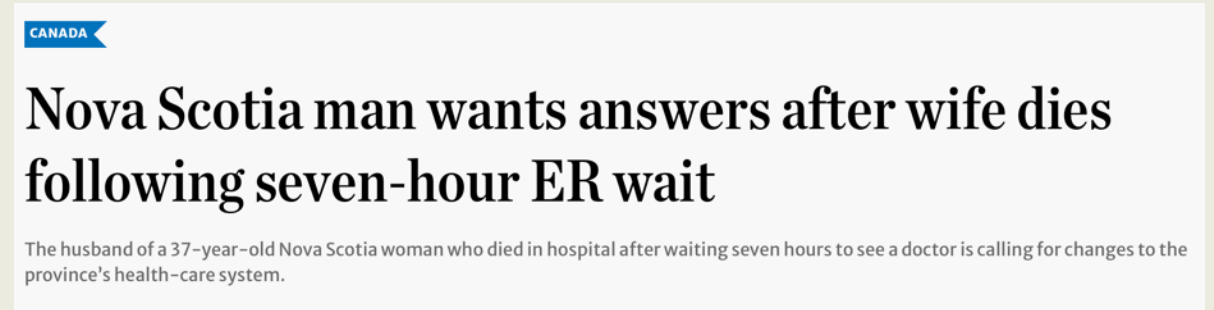 CANADA
Nova Scotia man wants answers after wife dies
following seven-hour ER wait
The husband of a 37-year-old Nova Scotia woman who died in hospital after waiting seven hours to see a doctor is calling for changes to the
province's health-care system.